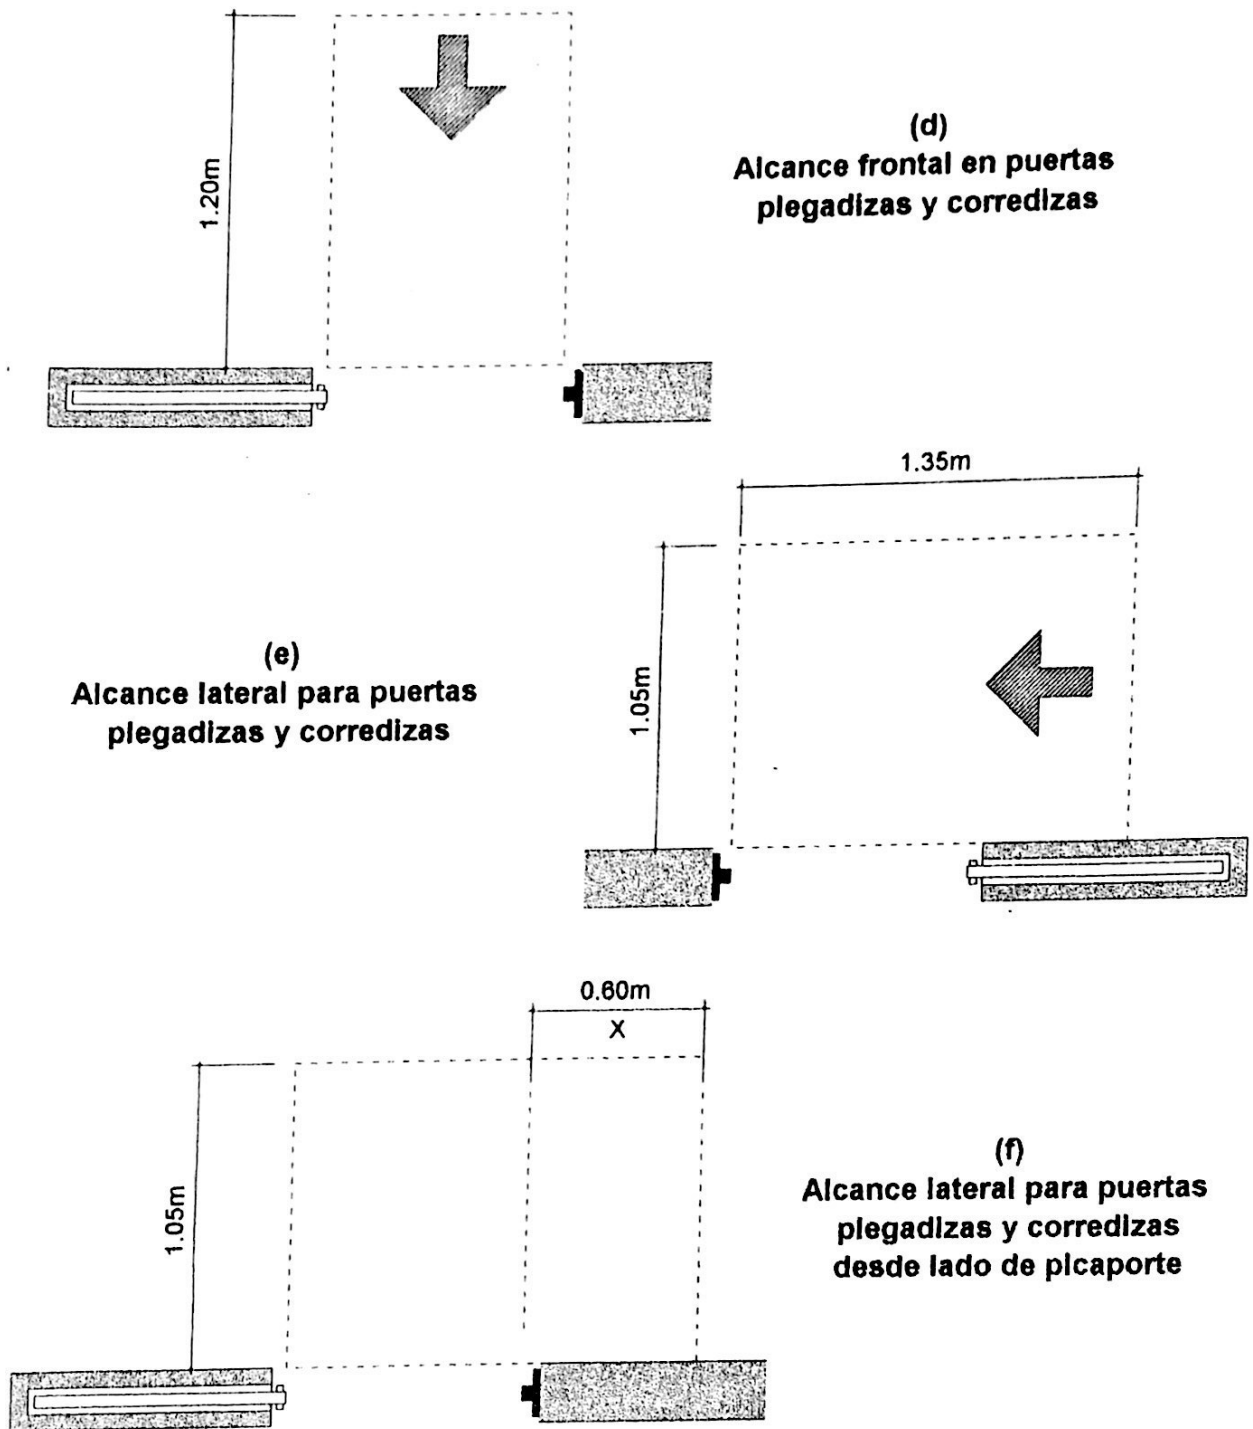 1.20m
(d)
Alcance frontal en puertas
plegadizas y corredizas
1.35m
1.05m
(e)
Alcance lateral para puertas
plegadizas y corredizas
0.60m
X
1.05m
(f)
Alcance lateral para puertas
plegadizas y corredizas
desde lado de picaporte